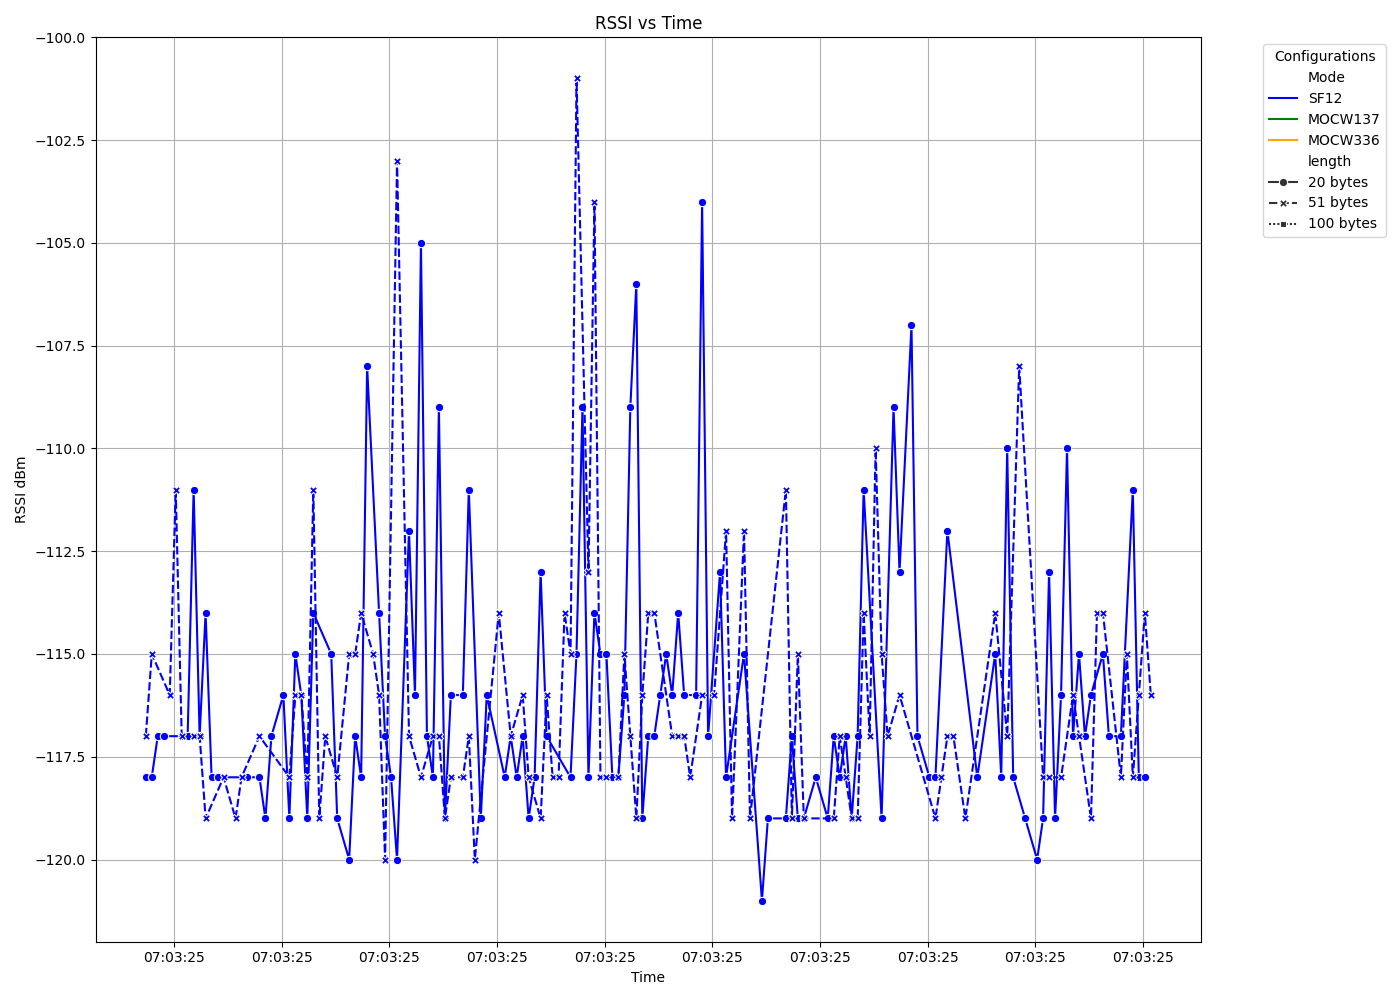 RSSI vs Time
−100.0
−102.5
−105.0
−107.5
−110.0
−112.5
−115.0
−117.5
−120.0
RSSI dBm
07:03:25 07:03:25 07:03:25 07:03:25 07:03:25 07:03:25 07:03:25 07:03:25 07:03:25 07:03:25
Time
Configurations
Mode
SF12
MOCW137
MOCW336
length
20 bytes
51 bytes
100 bytes